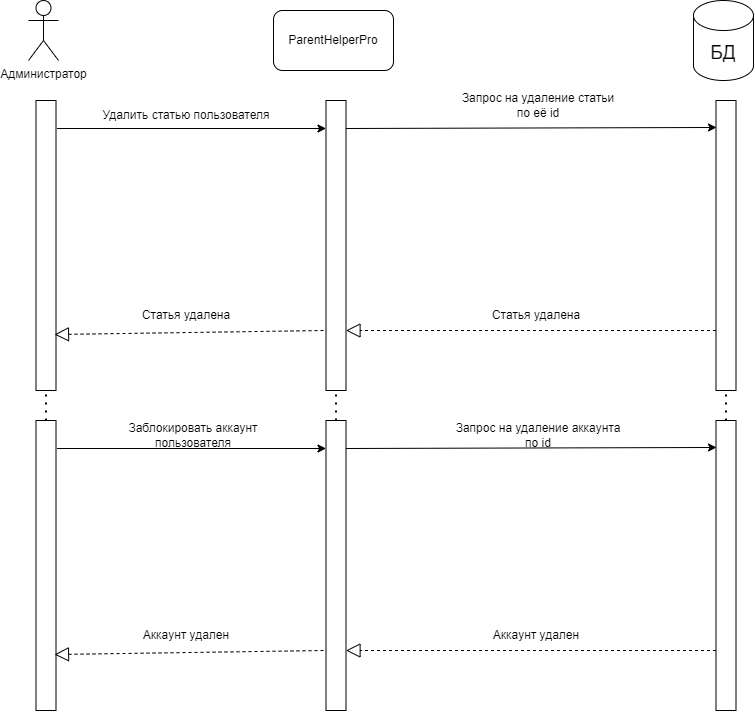 Администратор
ParentHelperPro
БД
Удалить статью пользователя
Запрос на удаление статьи
по её id
Статья удалена
Статья удалена
Заблокировать аккаунт
пользователя
Запрос на удаление аккаунта
по id
Аккаунт удален
Аккаунт удален